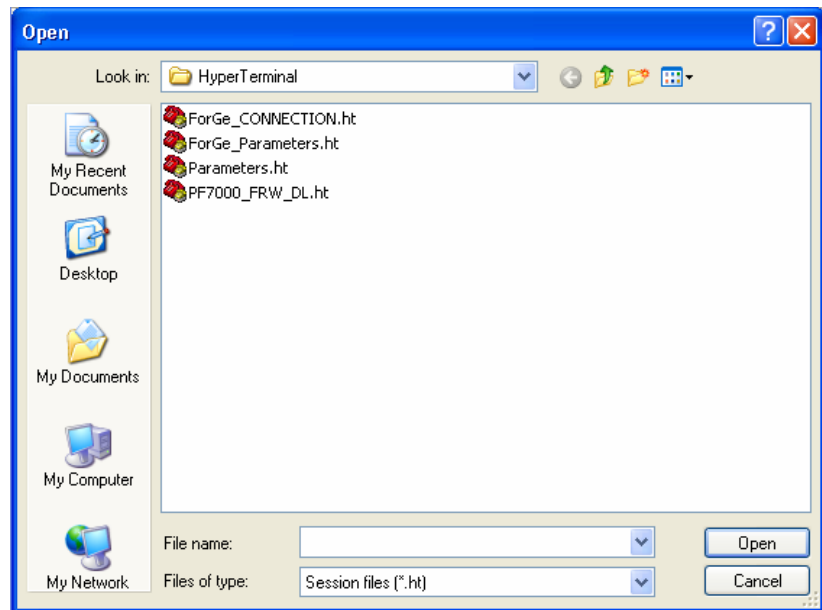 Open
Look in: HyperTerminal
ForGe_CONNECTION.ht
ForGe_Parameters.ht
Parameters.ht
PF7000_FRW_DL.ht
My Recent
Documents
Desktop
My Documents
My Computer
My Network
File name:
Open
Files of type: Session files (*.ht)
Cancel